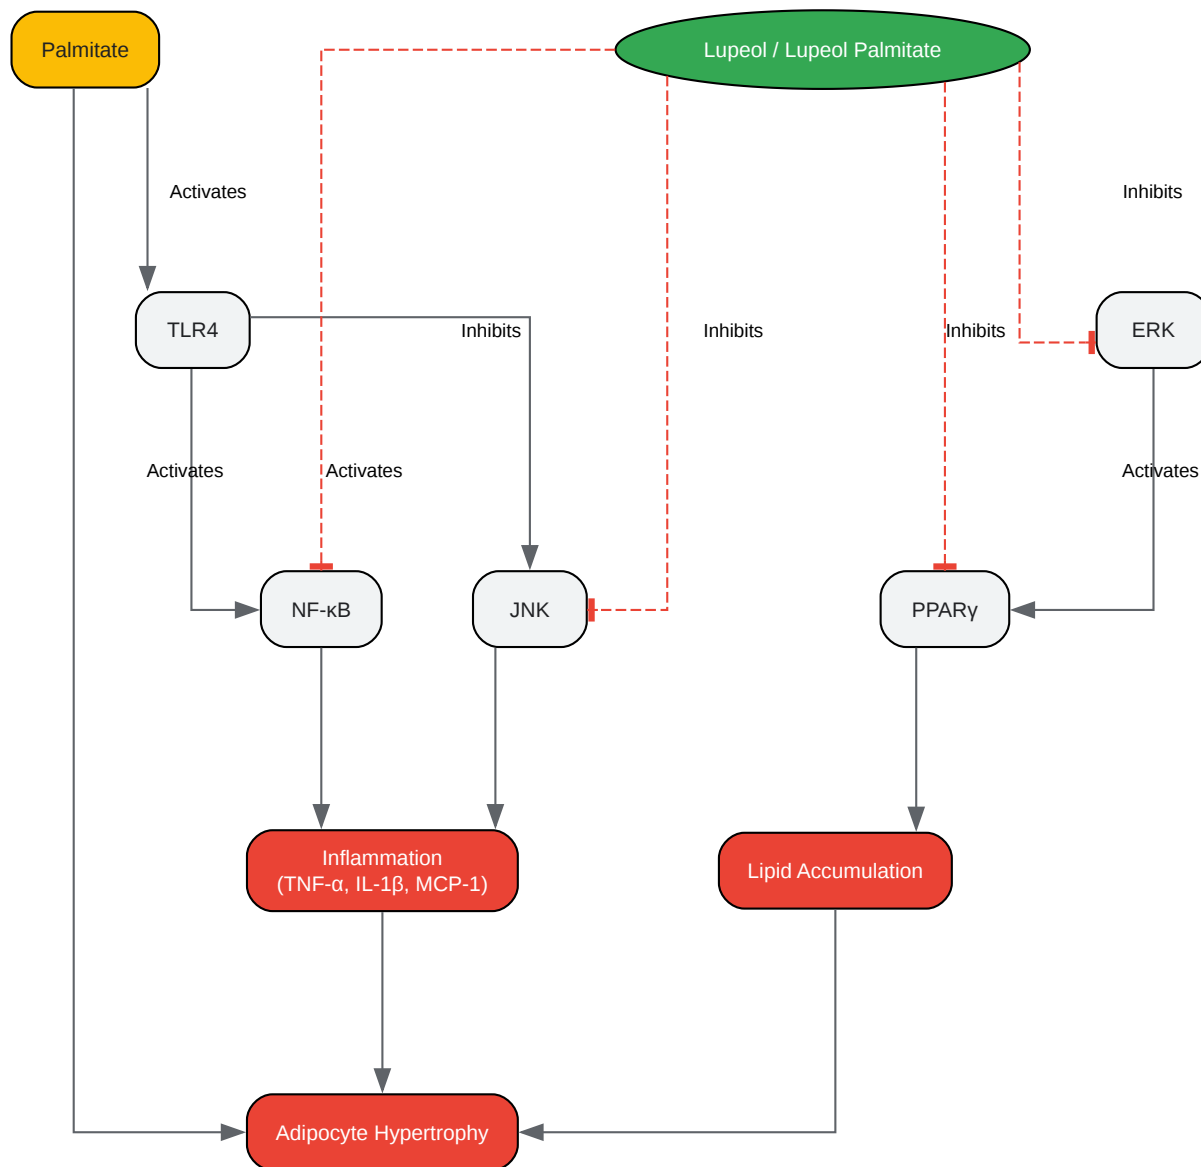 Palmitate
Lupeol / Lupeol Palmitate
Activates
Inhibits
TLR4
Inhibits
Inhibits
Inhibits
ERK
Activates
Activates
Activates
NF-κB
JNK
PPARγ
Inflammation
(TNF-α, IL-1β, MCP-1)
Lipid Accumulation
Adipocyte Hypertrophy